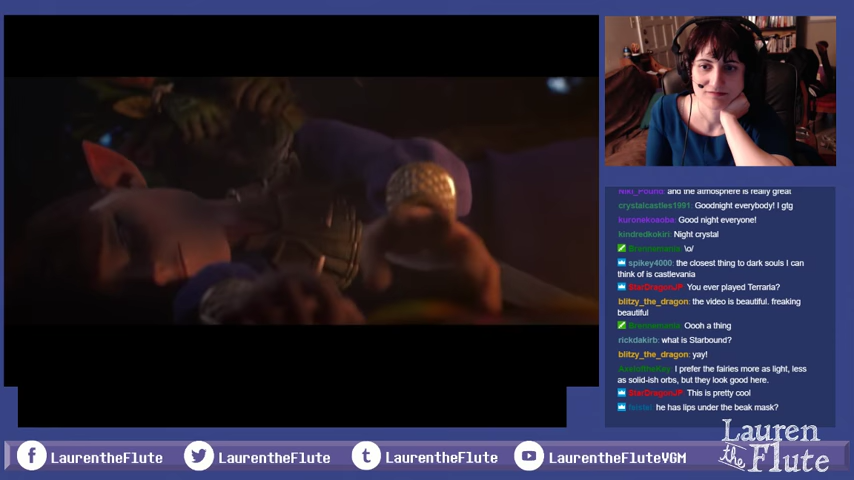 and the atmosphere is really great
crystalcastles1991: Goodnight everybody! I gtg
kuronekoaoba: Good night everyone!
kindredkokiri: Night crystal
\o/
spikey4000: the closest thing to dark souls I can
think of is castlevania
StarDragonJP: You ever played Terraria?
blitzy_the_dragon: the video is beautiful. freaking
beautiful
Oooh a thing
rickdakirb: what is Starbound?
blitzy_the_dragon: yay!
I prefer the fairies more as light, less
as solid-ish orbs, but they look good here.
StarDragonJP: This is pretty cool
he has lips under the beak mask?
Lauren
the Flute
LaurentheFlute
LaurentheFlute
LaurentheFlute
LaurentheFluteVGM